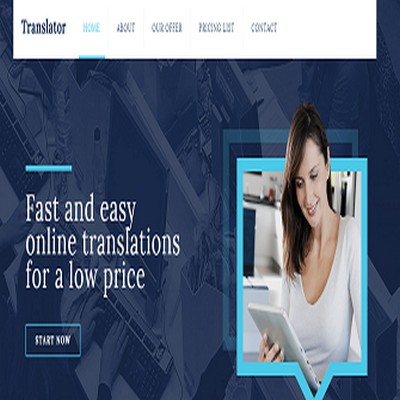 Translator
HOME
ABOUT
OUR OFFER
PRICING LIST
CONTACT
Fast and easy
online translations
for a low price
START NOW